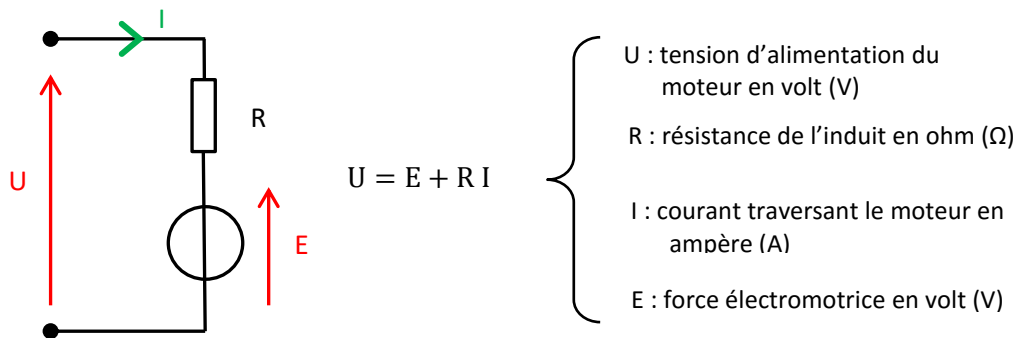 I
U
R
E
U = E + R I
U : tension d’alimentation du
moteur en volt (V)
R : résistance de l’induit en ohm (Ω)
I : courant traversant le moteur en
ampère (A)
E : force électromotrice en volt (V)